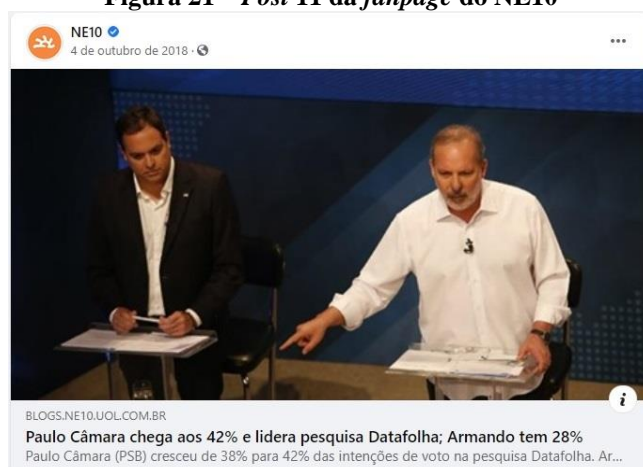 Figura 21 – Post 11 da fanpage do NE10
NE10
4 de outubro de 2018 ·
BLOGS.NE10.UOL.COM.BR
Paulo Câmara chega aos 42% e lidera pesquisa Datafolha; Armando tem 28%
Paulo Câmara (PSB) cresceu de 38% para 42% das intenções de voto na pesquisa Datafolha. Ar...